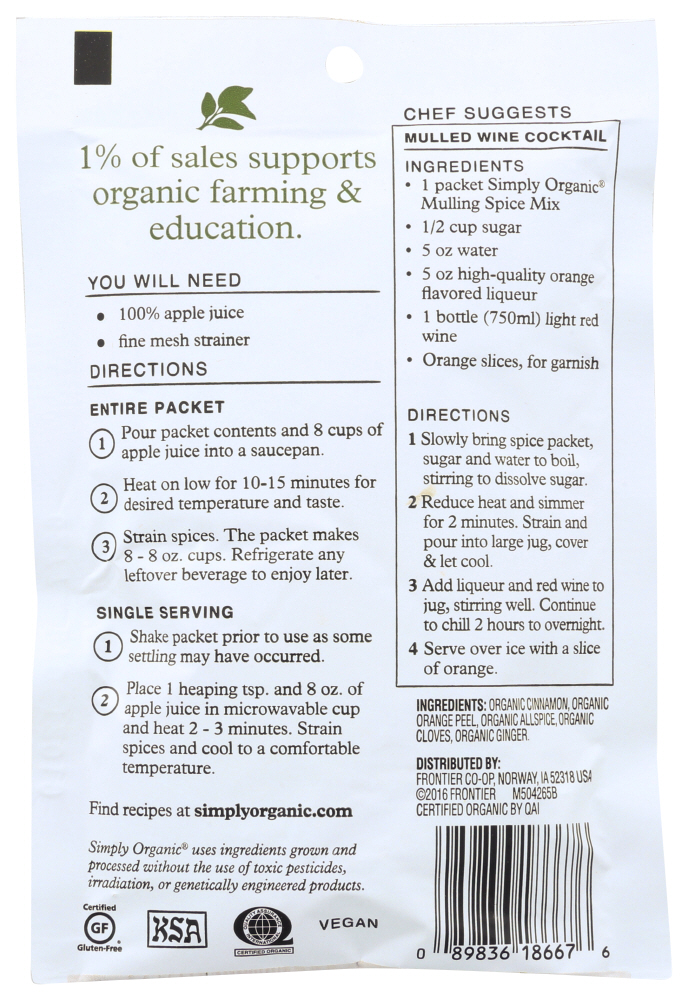 1% of sales supports
organic farming &
education.
YOU WILL NEED
• 100% apple juice
• fine mesh strainer
DIRECTIONS
ENTIRE PACKET
1 Pour packet contents and 8 cups of
apple juice into a saucepan.
2 Heat on low for 10-15 minutes for
desired temperature and taste.
3 Strain spices. The packet makes
8 - 8 oz. cups. Refrigerate any
leftover beverage to enjoy later.
SINGLE SERVING
1 Shake packet prior to use as some
settling may have occurred.
2 Place 1 heaping tsp. and 8 oz. of
apple juice in microwavable cup
and heat 2 - 3 minutes. Strain
spices and cool to a comfortable
temperature.
Find recipes at simplyorganic.com
Simply Organic® uses ingredients grown and
processed without the use of toxic pesticides,
irradiation, or genetically engineered products.
Certified
GF
Gluten-Free
KSA
CERTIFIED ORGANIC
VEGAN
CHEF SUGGESTS
MULLED WINE COCKTAIL
INGREDIENTS
• 1 packet Simply Organic®
Mulling Spice Mix
• 1/2 cup sugar
• 5 oz water
• 5 oz high-quality orange
flavored liqueur
• 1 bottle (750ml) light red
wine
• Orange slices, for garnish
DIRECTIONS
1 Slowly bring spice packet,
sugar and water to boil,
stirring to dissolve sugar.
2 Reduce heat and simmer
for 2 minutes. Strain and
pour into large jug, cover
& let cool.
3 Add liqueur and red wine to
jug, stirring well. Continue
to chill 2 hours to overnight.
4 Serve over ice with a slice
of orange.
INGREDIENTS: ORGANIC CINNAMON, ORGANIC
ORANGE PEEL, ORGANIC ALLSPICE, ORGANIC
CLOVES, ORGANIC GINGER.
DISTRIBUTED BY:
FRONTIER CO-OP, NORWAY, IA 52318 USA
©2016 FRONTIER M504265B
CERTIFIED ORGANIC BY QAI
0 89836 18667 6